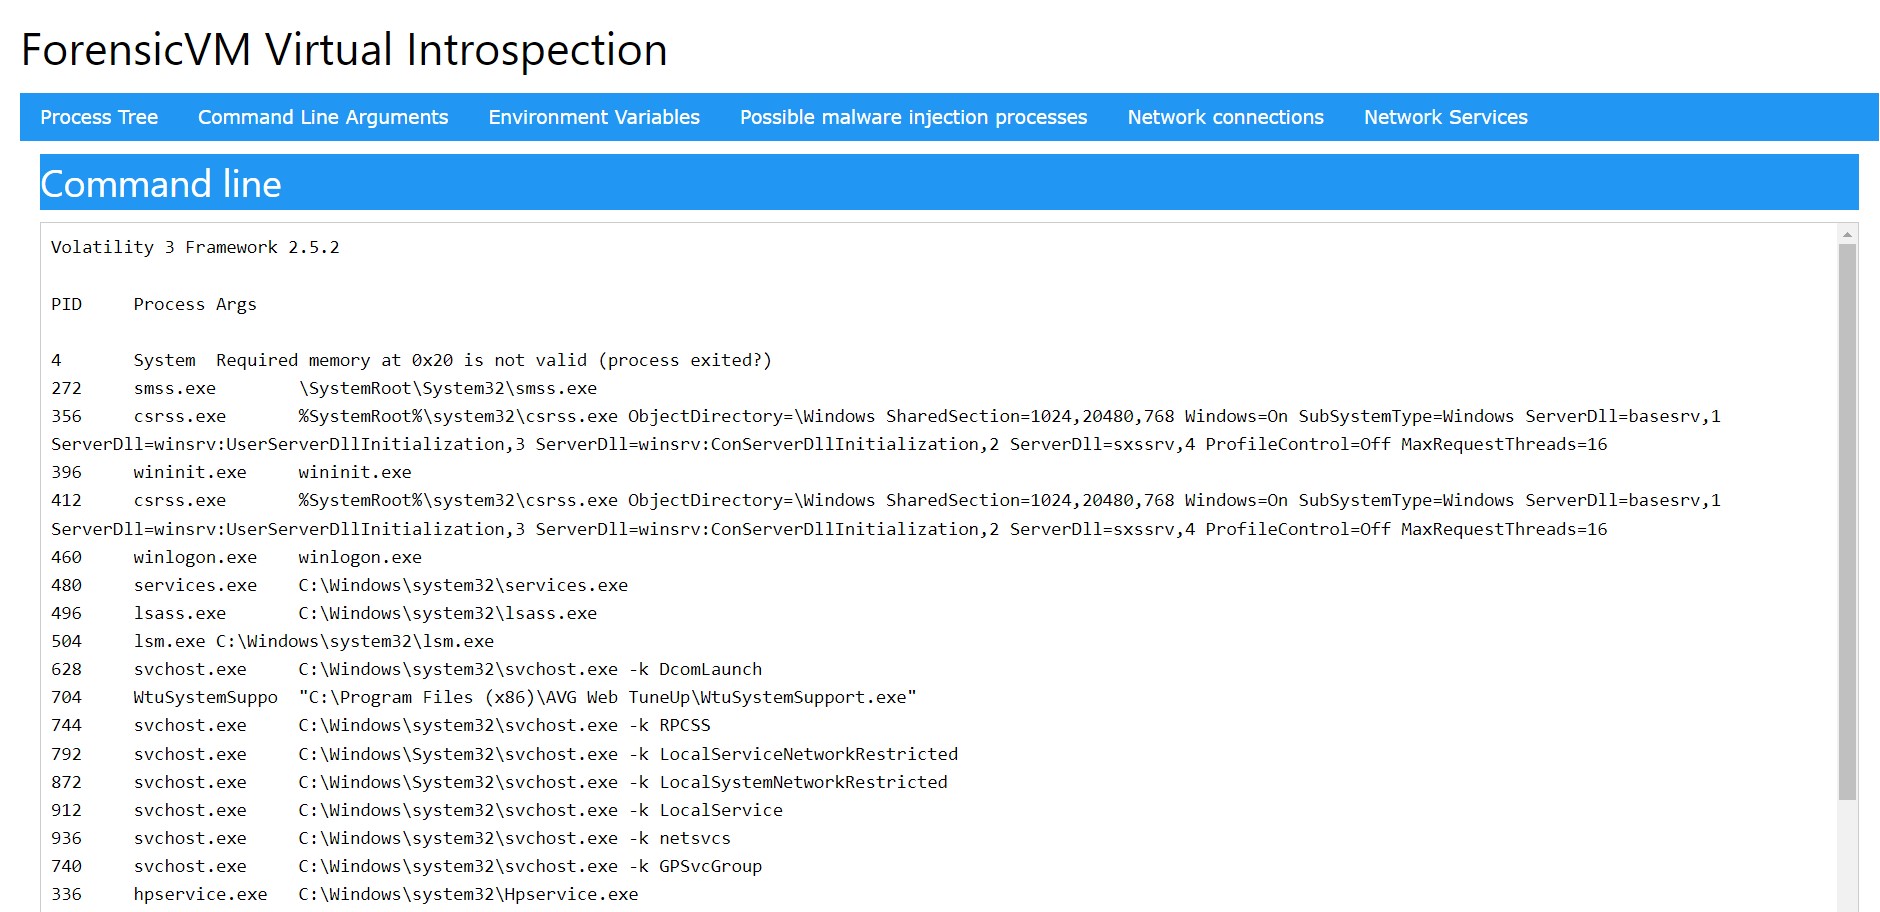 ForensicVM Virtual Introspection
Process Tree Command Line Arguments Environment Variables Possible malware injection processes Network connections Network Services
Command line
Volatility 3 Framework 2.5.2
PID Process Args
4 System Required memory at 0x20 is not valid (process exited?)
272 smss.exe \SystemRoot\System32\smss.exe
356 csrss.exe %SystemRoot%\system32\csrss.exe ObjectDirectory=\Windows SharedSection=1024,20480,768 Windows=On SubSystemType=Windows ServerDll=basesrv,1
ServerDll=winsrv:UserServerDllInitialization,3 ServerDll=winsrv:ConServerDllInitialization,2 ServerDll=sxssrv,4 ProfileControl=Off MaxRequestThreads=16
396 wininit.exe wininit.exe
412 csrss.exe %SystemRoot%\system32\csrss.exe ObjectDirectory=\Windows SharedSection=1024,20480,768 Windows=On SubSystemType=Windows ServerDll=basesrv,1
ServerDll=winsrv:UserServerDllInitialization,3 ServerDll=winsrv:ConServerDllInitialization,2 ServerDll=sxssrv,4 ProfileControl=Off MaxRequestThreads=16
460 winlogon.exe winlogon.exe
480 services.exe C:\Windows\system32\services.exe
496 lsass.exe C:\Windows\system32\lsass.exe
504 lsm.exe C:\Windows\system32\lsm.exe
628 svchost.exe C:\Windows\system32\svchost.exe -k DcomLaunch
704 WtuSystemSuppo "C:\Program Files (x86)\AVG Web TuneUp\WtuSystemSupport.exe"
744 svchost.exe C:\Windows\system32\svchost.exe -k RPCSS
792 svchost.exe C:\Windows\System32\svchost.exe -k LocalServiceNetworkRestricted
872 svchost.exe C:\Windows\System32\svchost.exe -k LocalSystemNetworkRestricted
912 svchost.exe C:\Windows\system32\svchost.exe -k LocalService
936 svchost.exe C:\Windows\system32\svchost.exe -k netsvcs
740 svchost.exe C:\Windows\system32\svchost.exe -k GPSvcGroup
336 hpservice.exe C:\Windows\system32\Hpservice.exe